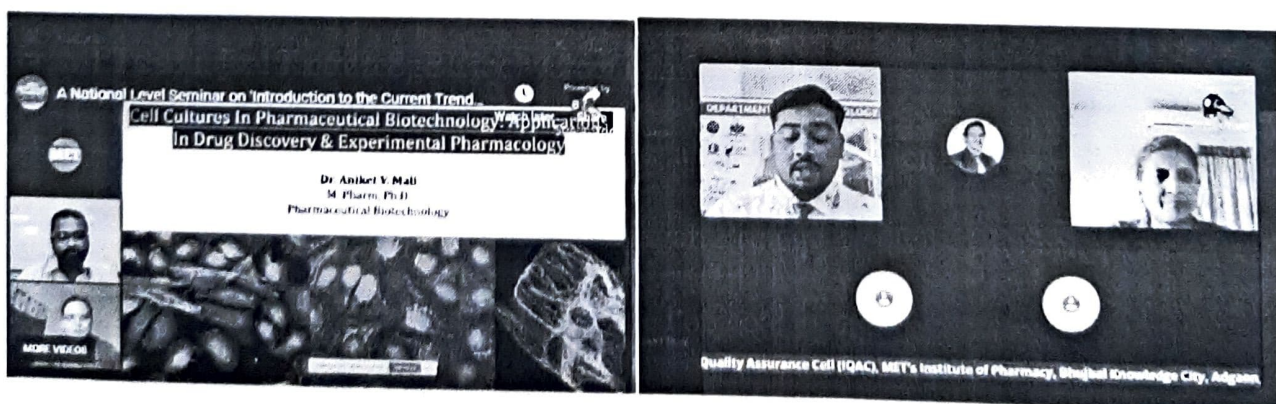 A National Level Seminar on 'Introduction to the Current Trend...
Cell Cultures In Pharmaceutical Biotechnology: Applications
In Drug Discovery & Experimental Pharmacology
Dr. Aniket V. Mali
M. Pharm, Ph.D
Pharmaceutical Biotechnology
MORE VIDEOS
DEPARTMENT
Quality Assurance Cell (IQAC), MET's Institute of Pharmacy, Bhujbal Knowledge City, Adgaon,